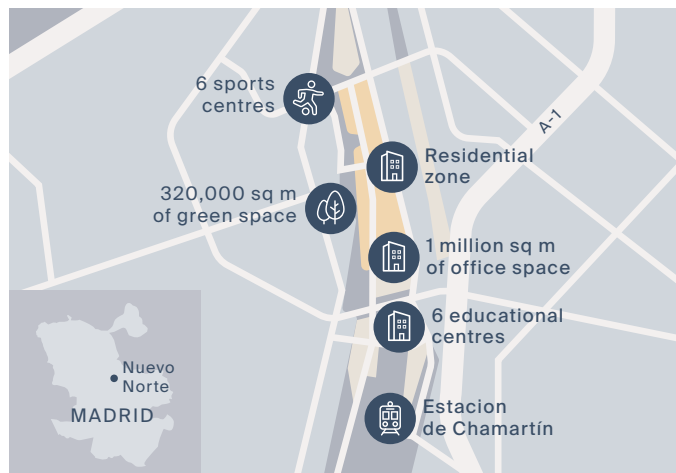 6 sports
centres
A-1
Residential
zone
320,000 sq m
of green space
1 million sq m
of office space
6 educational
centres
Nuevo
Norte
MADRID
Estacion
de Chamartín